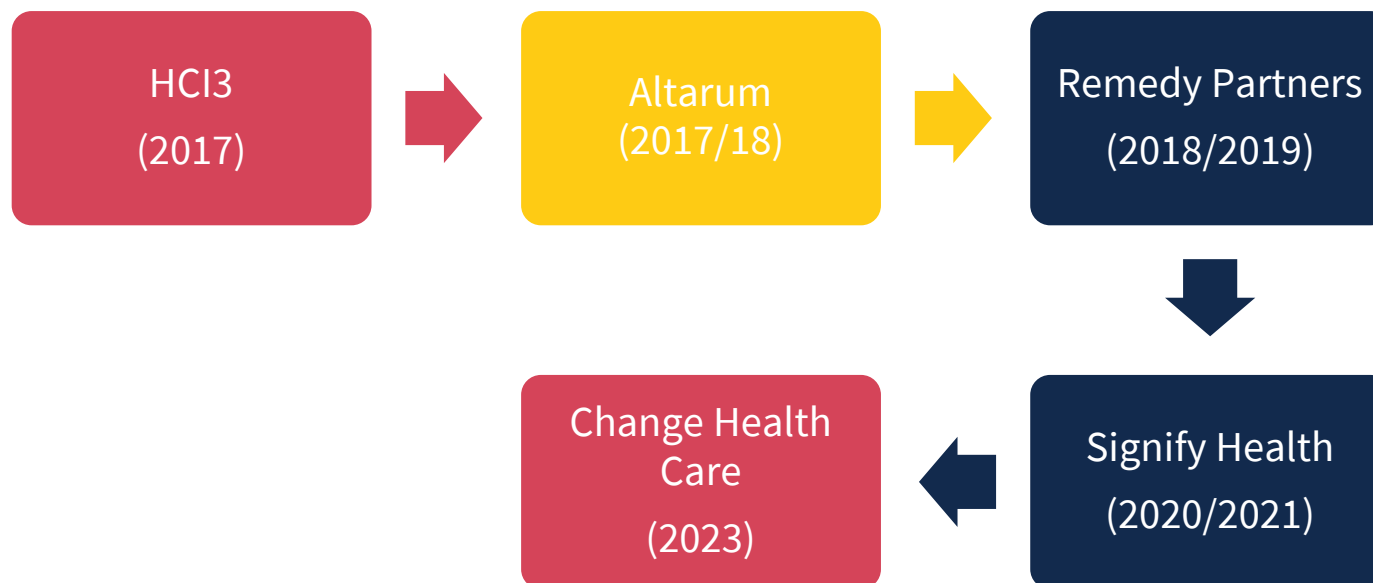 HCI3
(2017)
Altarum
(2017/18)
Remedy Partners
(2018/2019)
Signify Health
(2020/2021)
Change Health
Care
(2023)